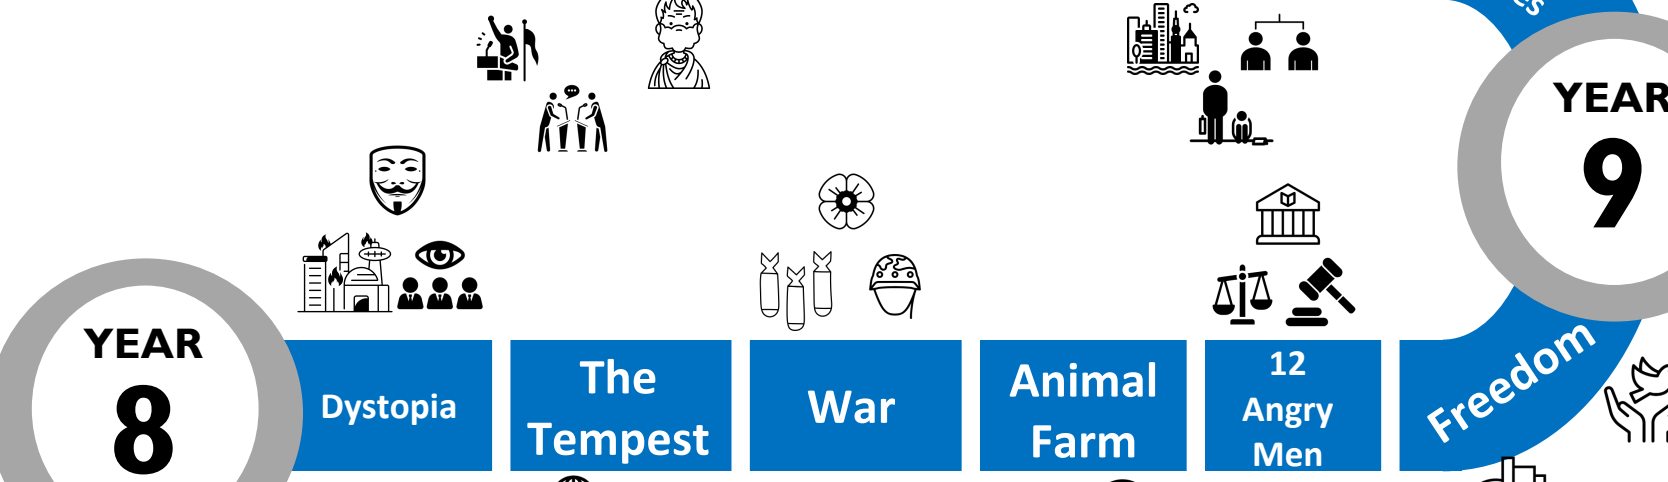 YEAR
8
Dystopia
The
Tempest
War
Animal
Farm
12
Angry
Men
Freedom
YEAR
9